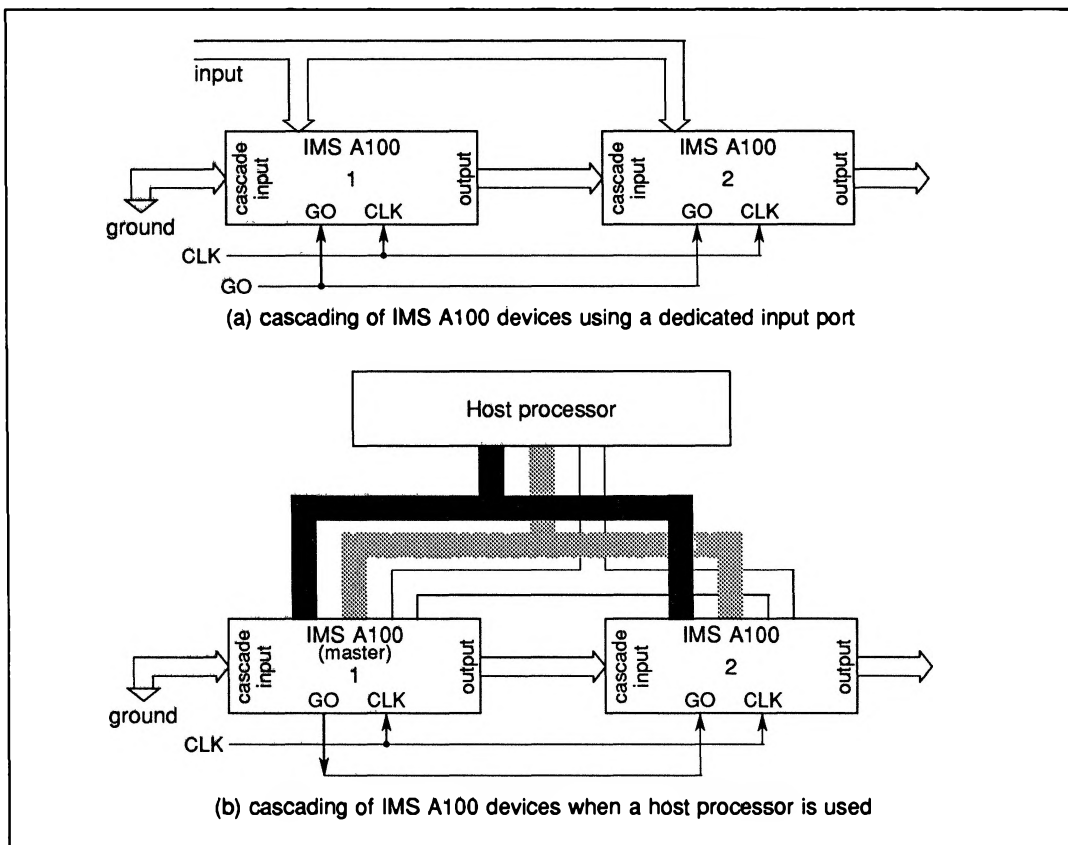 input
IMS A100
1
cascade input
output
GO CLK
IMS A100
2
cascade input
output
GO CLK
ground
CLK
GO
(a) cascading of IMS A100 devices using a dedicated input port
Host processor
IMS A100
(master)
1
cascade input
output
GO CLK
IMS A100
2
cascade input
output
GO CLK
ground
CLK
(b) cascading of IMS A100 devices when a host processor is used